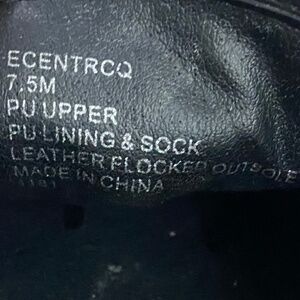 ECENTRCQ
7.5M
PU UPPER
PU LINING & SOCK
LEATHER FLOCKED OUTSOLE
MADE IN CHINA